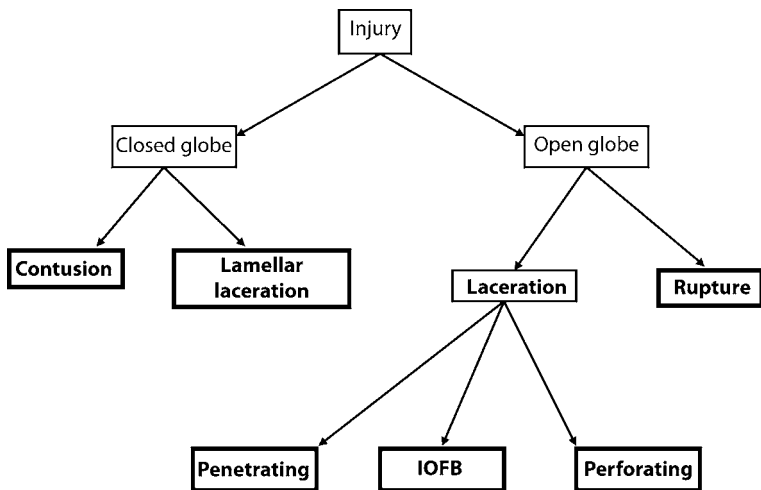 Injury
Closed globe
Open globe
Contusion
Lamellar
laceration
Laceration
Rupture
Penetrating
IOFB
Perforating